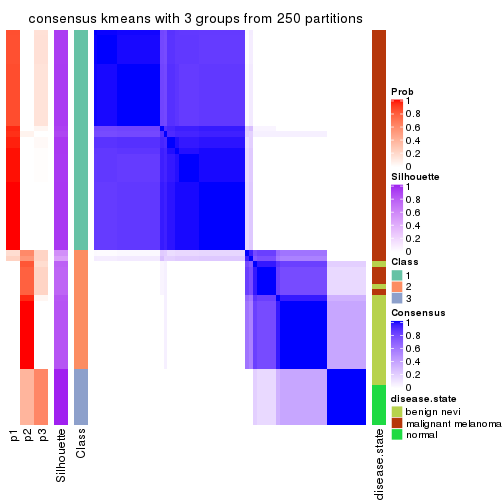 consensus kmeans with 3 groups from 250 partitions
Prob
1
0.8
0.6
0.4
0.2
0
Silhouette
1
0.8
0.6
0.4
0.2
0
Class
1
2
3
Consensus
1
0.8
0.6
0.4
0.2
0
disease.state
benign nevi
malignant melanoma
normal
p1
p2
p3
Silhouette
Class
disease.state